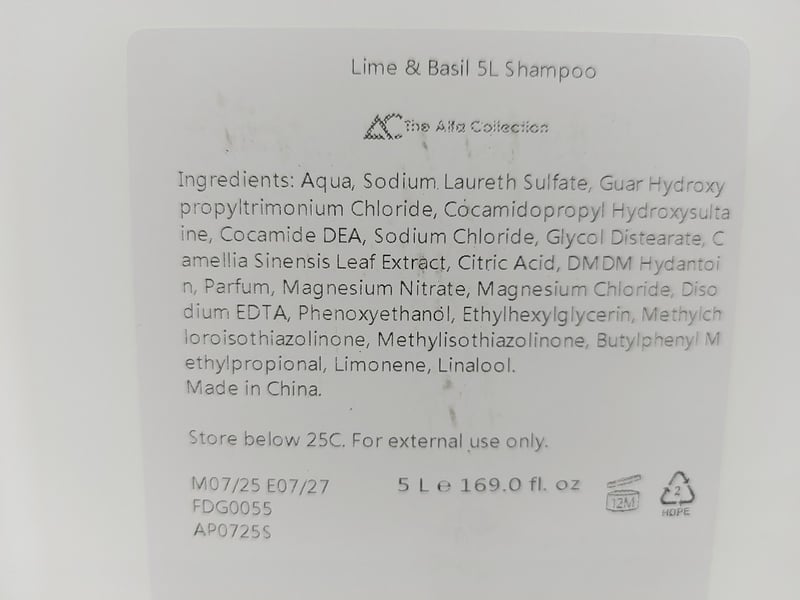 Lime & Basil 5L Shampoo
AC The Alfa Collection
Ingredients: Aqua, Sodium Laureth Sulfate, Guar Hydroxy
propyltrimonium Chloride, Cocamidopropyl Hydroxysulta
ine, Cocamide DEA, Sodium Chloride, Glycol Distearate, C
amellia Sinensis Leaf Extract, Citric Acid, DMDM Hydantoi
n, Parfum, Magnesium Nitrate, Magnesium Chloride, Diso
dium EDTA, Phenoxyethanol, Ethylhexylglycerin, Methylch
loroisothiazolinone, Methylisothiazolinone, Butylphenyl M
ethylpropional, Limonene, Linalool.
Made in China.
Store below 25C. For external use only.
M07/25 E07/27
5 L e 169.0 fl. oz
12M
2
HDPE
FDG0055
AP0725S